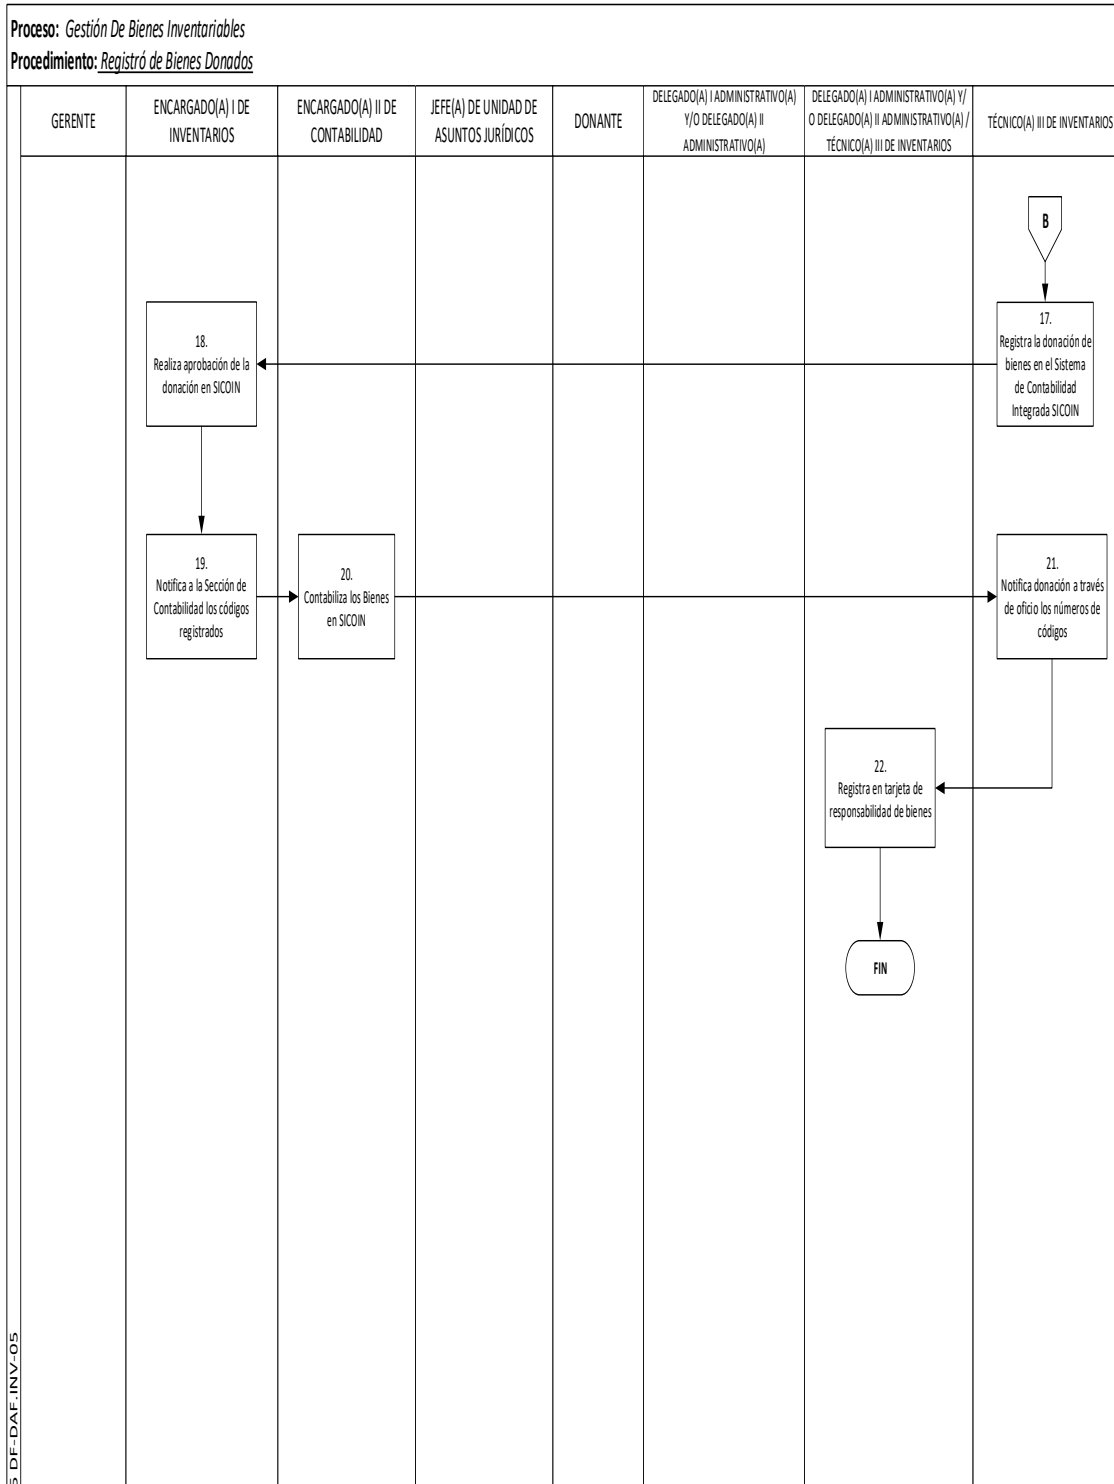 Proceso: Gestión De Bienes Inventariables
Procedimiento: Registró de Bienes Donados
GERENTE
ENCARGADO(A) I DE
INVENTARIOS
ENCARGADO(A) II DE
CONTABILIDAD
JEFE(A) DE UNIDAD DE
ASUNTOS JURÍDICOS
DONANTE
DELEGADO(A) I ADMINISTRATIVO(A)
Y/O DELEGADO(A) II
ADMINISTRATIVO(A)
DELEGADO(A) I ADMINISTRATIVO(A) Y/
O DELEGADO(A) II ADMINISTRATIVO(A) /
TÉCNICO(A) III DE INVENTARIOS
TÉCNICO(A) III DE INVENTARIOS
B
17.
Registra la donación de
bienes en el Sistema
de Contabilidad
Integrada SICOIN
18.
Realiza aprobación de la
donación en SICOIN
19.
Notifica a la Sección de
Contabilidad los códigos
registrados
20.
Contabiliza los Bienes
en SICOIN
21.
Notifica donación a través
de oficio los números de
códigos
22.
Registra en tarjeta de
responsabilidad de bienes
FIN
DF-DAF.INV-05